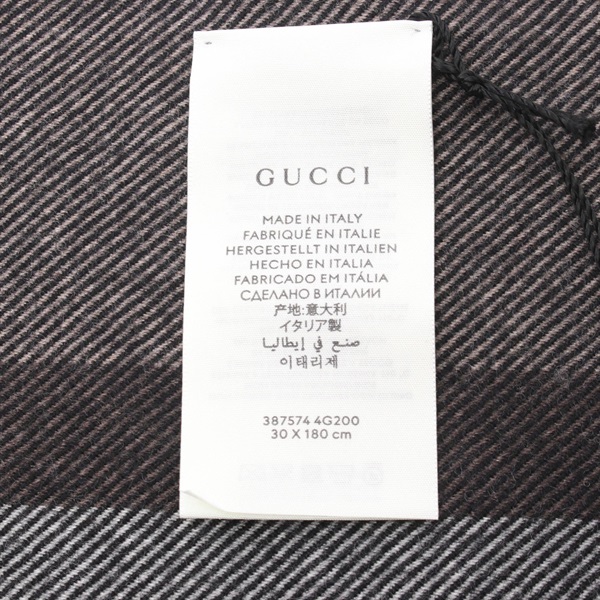 GUCCI
MADE IN ITALY
FABRIQUÉ EN ITALIE
HERGESTELLT IN ITALIEN
HECHO EN ITALIA
FABRICADO EM ITÁLIA
СДЕЛАНО В ИТАЛИИ
产地:意大利
イタリア製
صنع في إيطاليا
이태리제
387574 4G200
30 X 180 cm